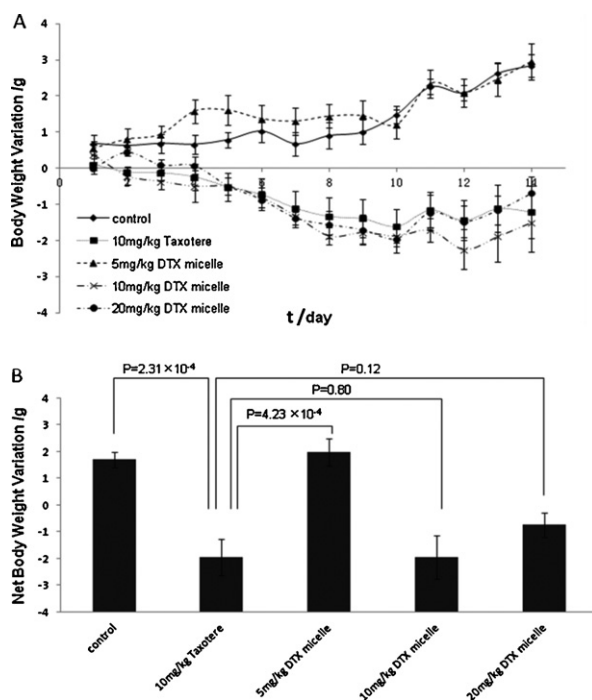 A
Body Weight Variation /g
4
3
2
1
0
-1
-2
-3
-4
0
6
8
10
12
14
control
10mg/kg Taxotere
5mg/kg DTX micelle
10mg/kg DTX micelle
20mg/kg DTX micelle
t/day
B
Net Body Weight Variation /g
4
3
2
1
0
-1
-2
-3
-4
P=2.31×10⁻⁴
P=0.12
P=0.80
P=4.23 ×10⁻⁴
control
10mg/kg Taxotere
5mg/kg DTX micelle
10mg/kg DTX micelle
20mg/kg DTX micelle